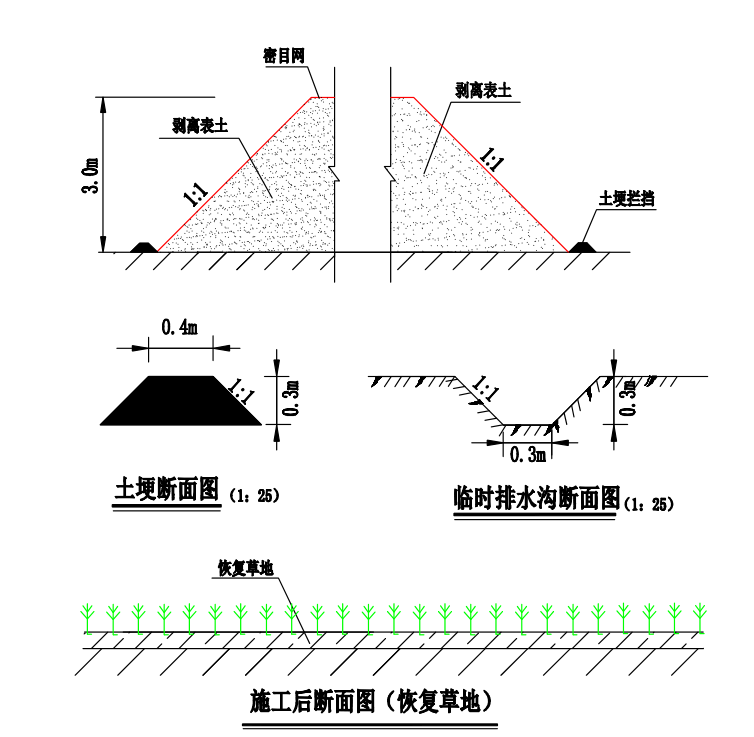 密目网
剥离表土
剥离表土
3.0m
1:1
1:1
土埂拦挡
0.4m
1:1
0.3m
1:1
0.3m
0.3m
土埂断面图（1：25）
临时排水沟断面图（1：25）
恢复草地
施工后断面图（恢复草地）